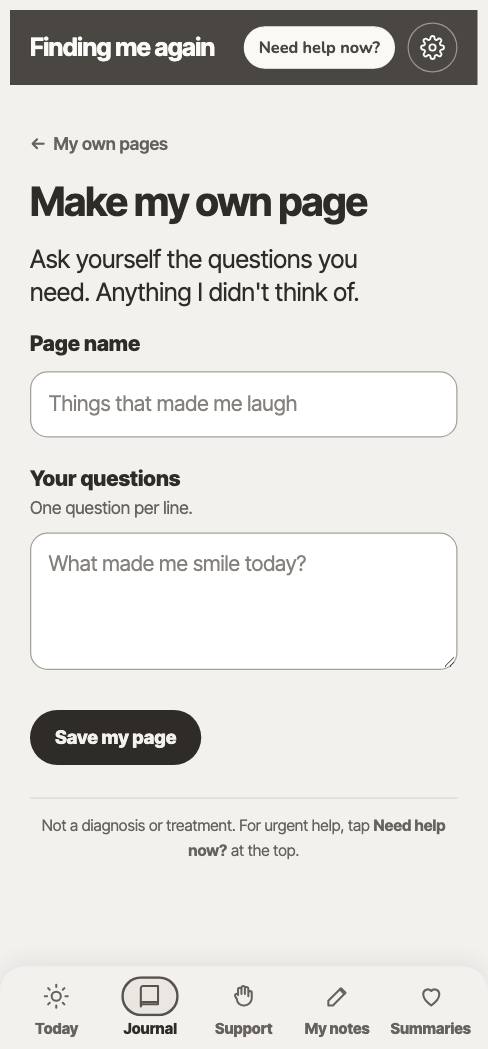 Finding me again
Need help now?
← My own pages
Make my own page
Ask yourself the questions you
need. Anything I didn't think of.
Page name
Things that made me laugh
Your questions
One question per line.
What made me smile today?
Save my page
Not a diagnosis or treatment. For urgent help, tap Need help
now? at the top.
Today
Journal
Support
My notes
Summaries